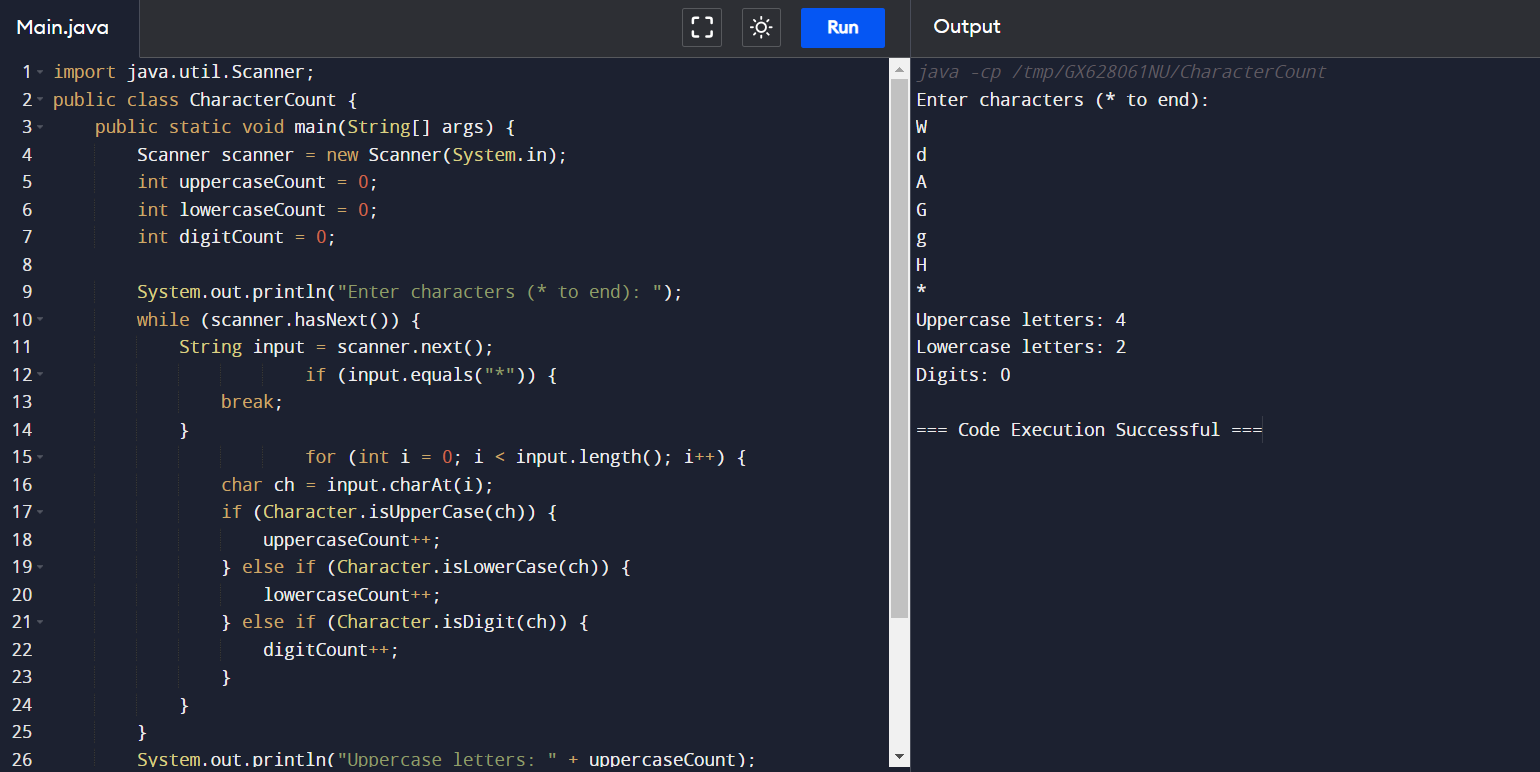 Main.java
Run
Output
1 import java.util.Scanner;
2 public class CharacterCount {
3     public static void main(String[] args) {
4         Scanner scanner = new Scanner(System.in);
5         int uppercaseCount = 0;
6         int lowercaseCount = 0;
7         int digitCount = 0;
8
9         System.out.println("Enter characters (* to end): ");
10         while (scanner.hasNext()) {
11             String input = scanner.next();
12                         if (input.equals("*")) {
13                 break;
14             }
15                         for (int i = 0; i < input.length(); i++) {
16                 char ch = input.charAt(i);
17                 if (Character.isUpperCase(ch)) {
18                     uppercaseCount++;
19                 } else if (Character.isLowerCase(ch)) {
20                     lowercaseCount++;
21                 } else if (Character.isDigit(ch)) {
22                     digitCount++;
23                 }
24             }
25         }
26         System.out.println("Uppercase letters: " + uppercaseCount);
java -cp /tmp/GX628061NU/CharacterCount
Enter characters (* to end):
W
d
A
G
g
H
*
Uppercase letters: 4
Lowercase letters: 2
Digits: 0
=== Code Execution Successful ===